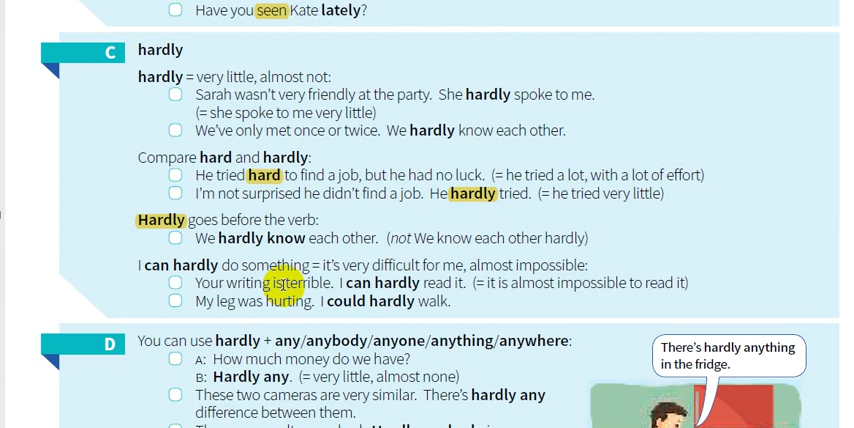 Have you seen Kate lately?
C
hardly
hardly = very little, almost not:
Sarah wasn't very friendly at the party. She hardly spoke to me.
(= she spoke to me very little)
We've only met once or twice. We hardly know each other.
Compare hard and hardly:
He tried hard to find a job, but he had no luck. (= he tried a lot, with a lot of effort)
I'm not surprised he didn't find a job. He hardly tried. (= he tried very little)
Hardly goes before the verb:
We hardly know each other. (not We know each other hardly)
I can hardly do something = it's very difficult for me, almost impossible:
Your writing is terrible. I can hardly read it. (= it is almost impossible to read it)
My leg was hurting. I could hardly walk.
D
You can use hardly + any/anybody/anyone/anything/anywhere:
A: How much money do we have?
B: Hardly any. (= very little, almost none)
These two cameras are very similar. There's hardly any
difference between them.
There's hardly anything
in the fridge.